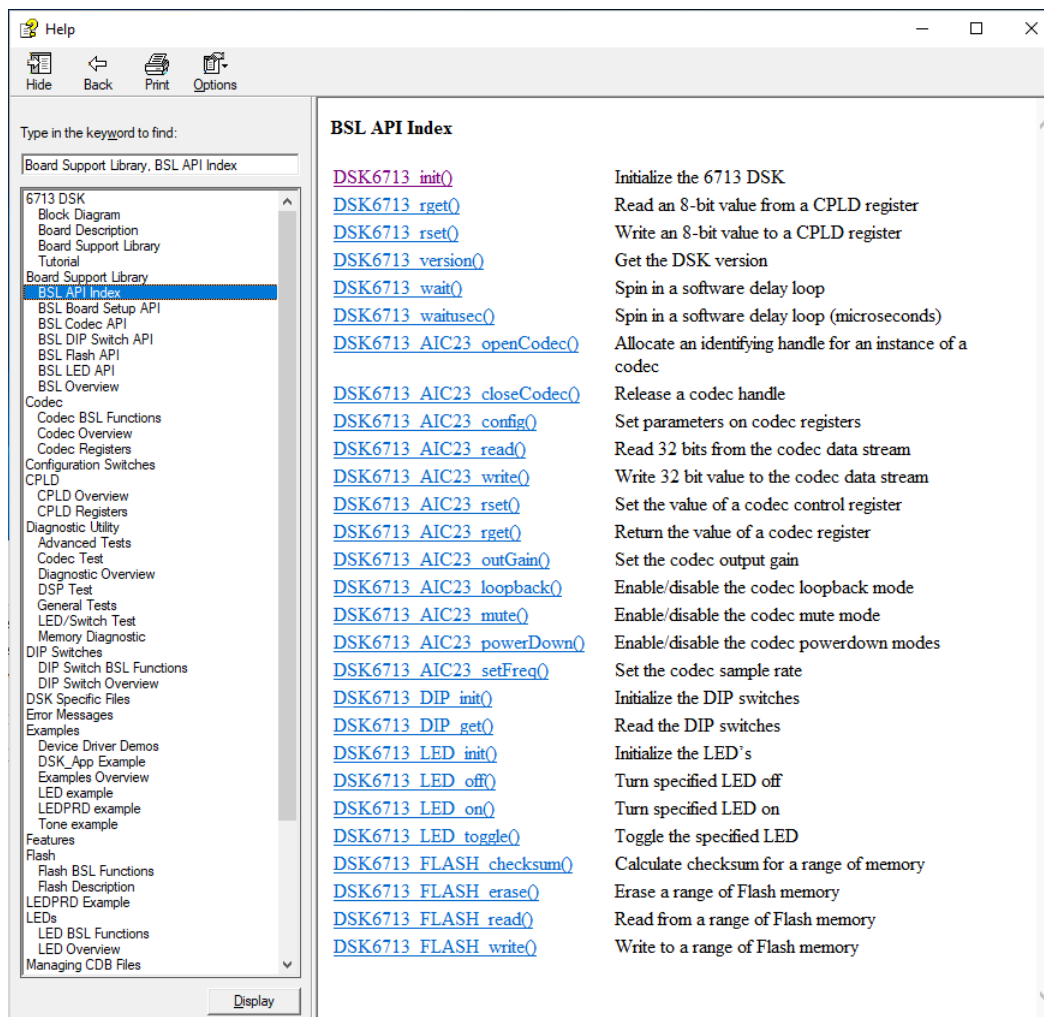 Help
Hide Back Print Options
Type in the keyword to find:
Board Support Library, BSL API Index
6713 DSK
Block Diagram
Board Description
Board Support Library
Tutorial
Board Support Library
BSL API Index
BSL Board Setup API
BSL Codec API
BSL DIP Switch API
BSL Flash API
BSL LED API
BSL Overview
Codec
Codec BSL Functions
Codec Overview
Codec Registers
Configuration Switches
CPLD
CPLD Overview
CPLD Registers
Diagnostic Utility
Advanced Tests
Codec Test
Diagnostic Overview
DSP Test
General Tests
LED/Switch Test
Memory Diagnostic
DIP Switches
DIP Switch BSL Functions
DIP Switch Overview
DSK Specific Files
Error Messages
Examples
Device Driver Demos
DSK_App Example
Examples Overview
LED example
LEDPRD example
Tone example
Features
Flash
Flash BSL Functions
Flash Description
LEDPRD Example
LEDs
LED BSL Functions
LED Overview
Managing CDB Files
Display
BSL API Index
DSK6713_init() Initialize the 6713 DSK
DSK6713_rget() Read an 8-bit value from a CPLD register
DSK6713_rset() Write an 8-bit value to a CPLD register
DSK6713_version() Get the DSK version
DSK6713_wait() Spin in a software delay loop
DSK6713_waitusec() Spin in a software delay loop (microseconds)
DSK6713_AIC23_openCodec() Allocate an identifying handle for an instance of a
codec
DSK6713_AIC23_closeCodec() Release a codec handle
DSK6713_AIC23_config() Set parameters on codec registers
DSK6713_AIC23_read() Read 32 bits from the codec data stream
DSK6713_AIC23_write() Write 32 bit value to the codec data stream
DSK6713_AIC23_rset() Set the value of a codec control register
DSK6713_AIC23_rget() Return the value of a codec register
DSK6713_AIC23_outGain() Set the codec output gain
DSK6713_AIC23_loopback() Enable/disable the codec loopback mode
DSK6713_AIC23_mute() Enable/disable the codec mute mode
DSK6713_AIC23_powerDown() Enable/disable the codec powerdown modes
DSK6713_AIC23_setFreq() Set the codec sample rate
DSK6713_DIP_init() Initialize the DIP switches
DSK6713_DIP_get() Read the DIP switches
DSK6713_LED_init() Initialize the LED’s
DSK6713_LED_off() Turn specified LED off
DSK6713_LED_on() Turn specified LED on
DSK6713_LED_toggle() Toggle the specified LED
DSK6713_FLASH_checksum() Calculate checksum for a range of memory
DSK6713_FLASH_erase() Erase a range of Flash memory
DSK6713_FLASH_read() Read from a range of Flash memory
DSK6713_FLASH_write() Write to a range of Flash memory